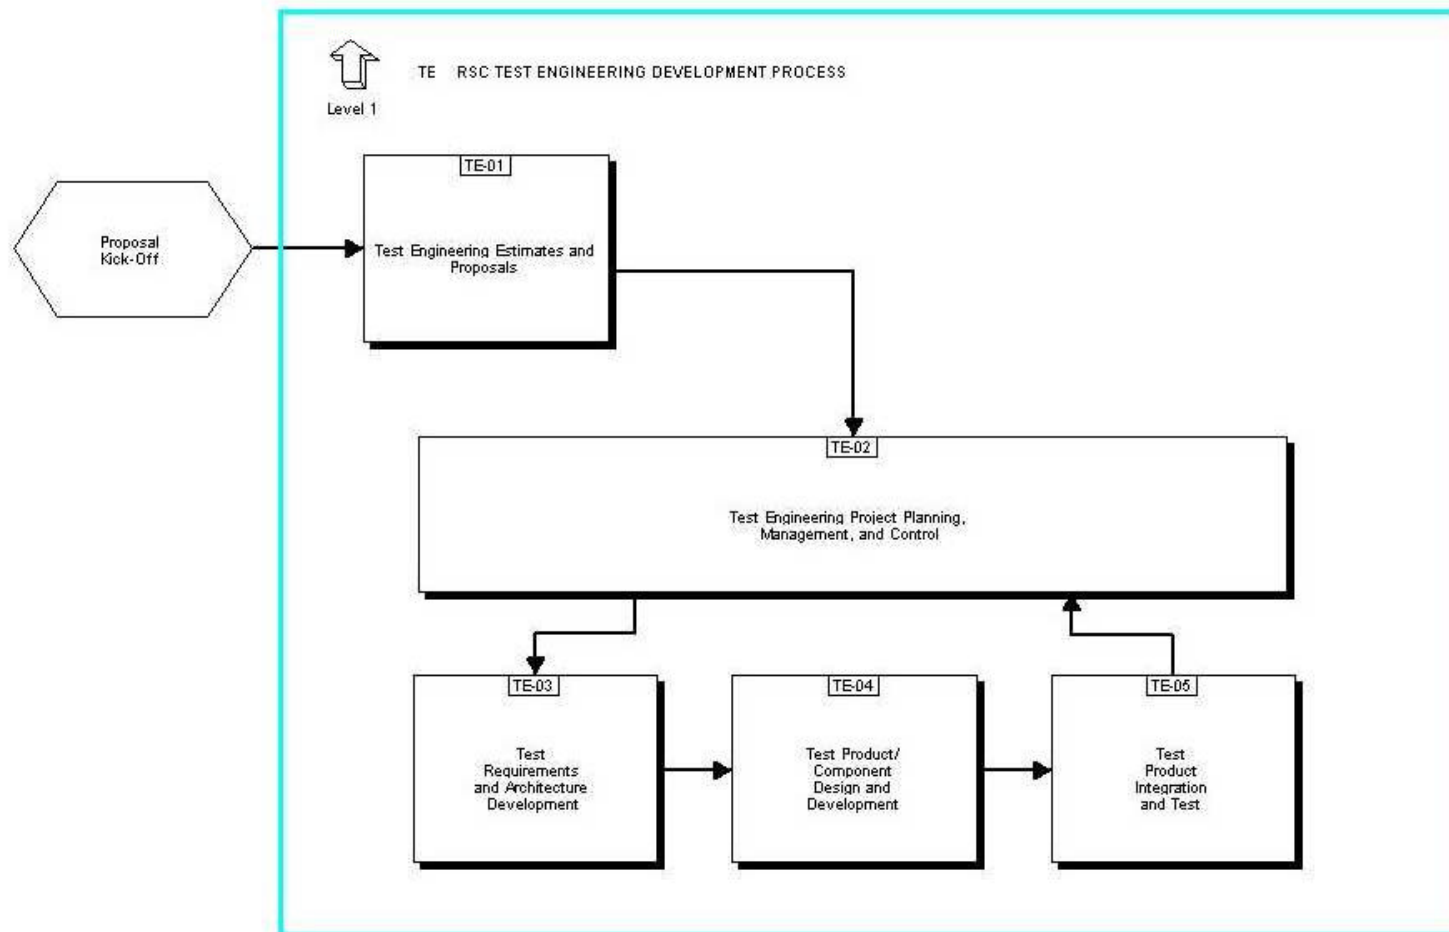 TE RSC TEST ENGINEERING DEVELOPMENT PROCESS
Level 1
TE-01
Proposal
Kick-Off
Test Engineering Estimates and
Proposals
TE-02
Test Engineering Project Planning,
Management, and Control
TE-03
Test
Requirements
and Architecture
Development
TE-04
Test Product/
Component
Design and
Development
TE-05
Test
Product
Integration
and Test